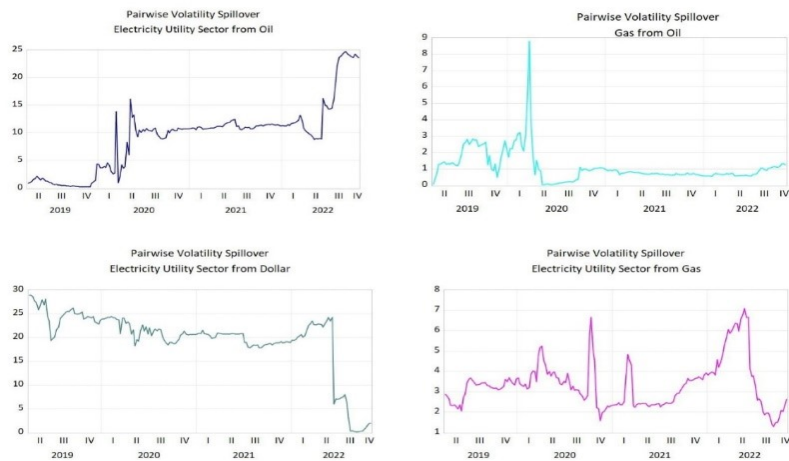 Pairwise Volatility Spillover
Electricity Utility Sector from Oil
25
20
15
10
5
0
II III IV I II III IV I II III IV I II III IV
2019 2020 2021 2022
Pairwise Volatility Spillover
Gas from Oil
9
8
7
6
5
4
3
2
1
0
II III IV I II III IV I II III IV I II III IV
2019 2020 2021 2022
Pairwise Volatility Spillover
Electricity Utility Sector from Dollar
30
25
20
15
10
5
0
II III IV I II III IV I II III IV I II III IV
2019 2020 2021 2022
Pairwise Volatility Spillover
Electricity Utility Sector from Gas
8
7
6
5
4
3
2
1
II III IV I II III IV I II III IV I II III IV
2019 2020 2021 2022